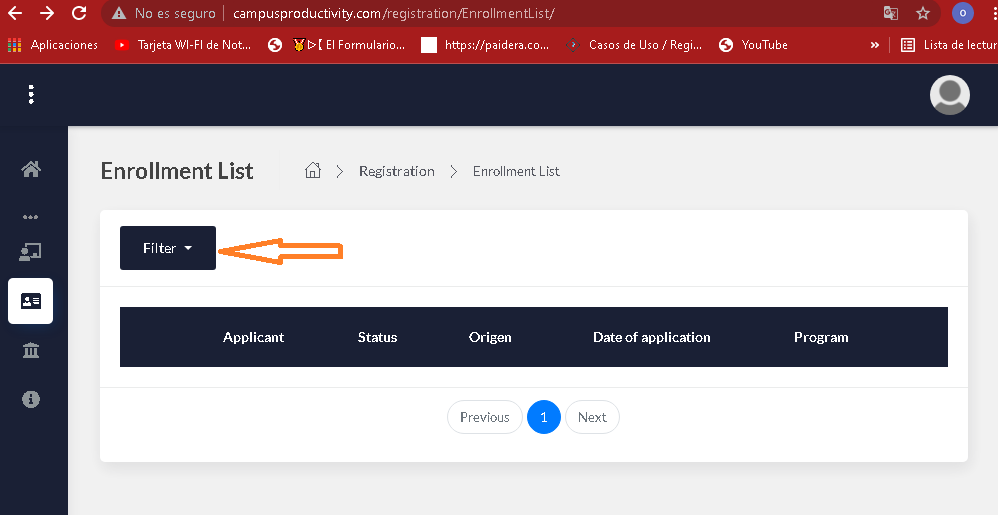 No es seguro | campusproductivity.com/registration/EnrollmentList/ O
Aplicaciones Tarjeta WI-FI de Not... ▷【 El Formulario... https://paidera.co... Casos de Uso / Regi... YouTube » Lista de lectur
Enrollment List Registration > Enrollment List
Filter
Applicant Status Origen Date of application Program
Previous 1 Next